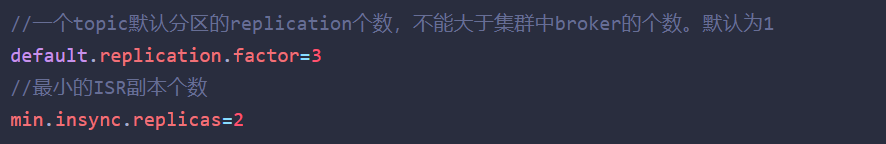 //一个topic默认分区的replication个数，不能大于集群中broker的个数。默认为1
default.replication.factor=3
//最小的ISR副本个数
min.insync.replicas=2